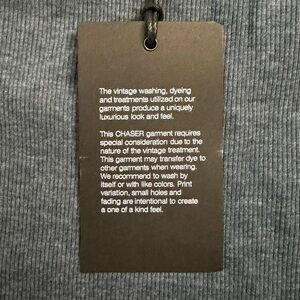 The vintage washing, dyeing
and treatments utilized on our
garments produce a uniquely
luxurious look and feel.
This CHASER garment requires
special consideration due to the
nature of the vintage treatment.
This garment may transfer dye to
other garments when wearing.
We recommend to wash by
itself or with like colors. Print
variation, small holes and
fading are intentional to create
a one of a kind feel.